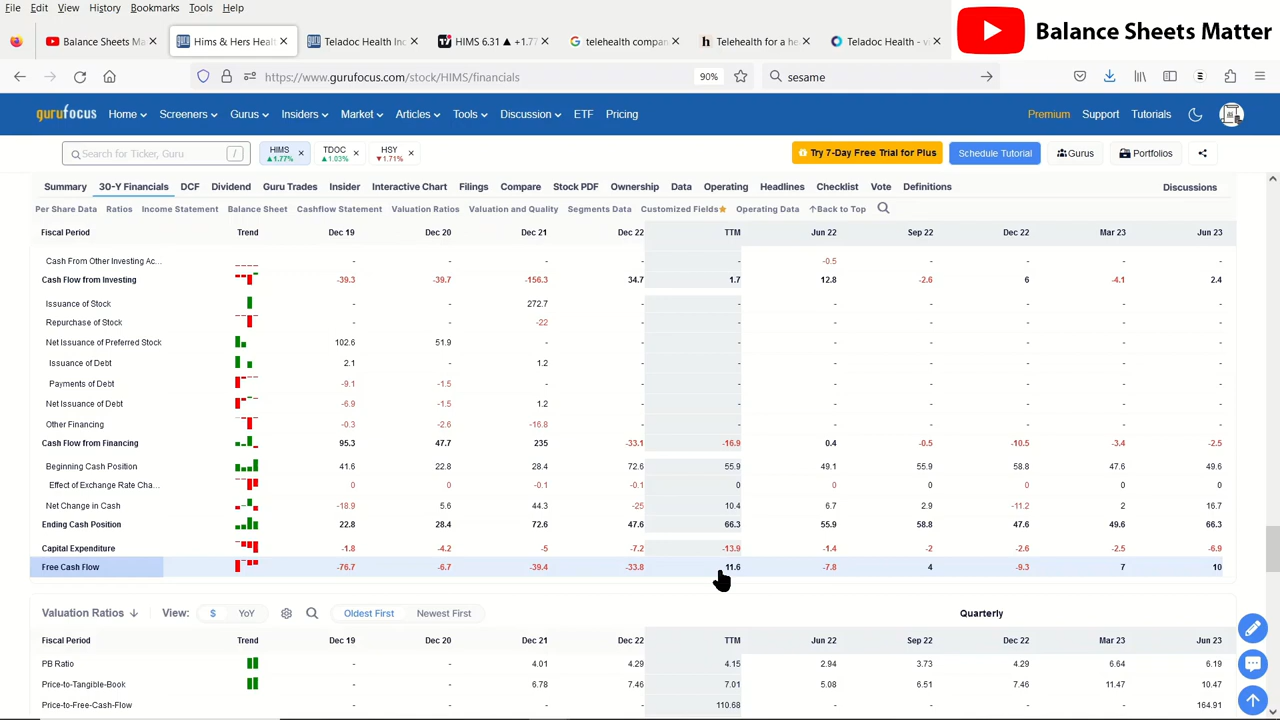 File Edit View History Bookmarks Tools Help
Balance Sheets Ma × Hims & Hers Heal × Teladoc Health Inc × HIMS 6.31 ▲ +1.77 × telehealth compan × Telehealth for a he × Teladoc Health - v ×
Balance Sheets Matter
https://www.gurufocus.com/stock/HIMS/financials 90% sesame
gurufocus Home Screeners Gurus Insiders Market Articles Tools Discussion ETF Pricing Premium Support Tutorials
Search for Ticker, Guru / HIMS ▲1.77% × TDOC ▲1.03% × HSY ▼1.71% × Try 7-Day Free Trial for Plus Schedule Tutorial Gurus Portfolios
Summary 30-Y Financials DCF Dividend Guru Trades Insider Interactive Chart Filings Compare Stock PDF Ownership Data Operating Headlines Checklist Vote Definitions Discussions
Per Share Data Ratios Income Statement Balance Sheet Cashflow Statement Valuation Ratios Valuation and Quality Segments Data Customized Fields★ Operating Data ↑Back to Top
Fiscal Period Trend Dec 19 Dec 20 Dec 21 Dec 22 TTM Jun 22 Sep 22 Dec 22 Mar 23 Jun 23
Cash From Other Investing Ac... - - - - - -0.5 - - - -
Cash Flow from Investing -39.3 -39.7 -156.3 34.7 1.7 12.8 -2.6 6 -4.1 2.4
Issuance of Stock - - 272.7 - - - - - - -
Repurchase of Stock - - -22 - - - - - - -
Net Issuance of Preferred Stock 102.6 51.9 - - - - - - - -
Issuance of Debt 2.1 - 1.2 - - - - - - -
Payments of Debt -9.1 -1.5 - - - - - - - -
Net Issuance of Debt -6.9 -1.5 1.2 - - - - - - -
Other Financing -0.3 -2.6 -16.8 - - - - - - -
Cash Flow from Financing 95.3 47.7 235 -33.1 -16.9 0.4 -0.5 -10.5 -3.4 -2.5
Beginning Cash Position 41.6 22.8 28.4 72.6 55.9 49.1 55.9 58.8 47.6 49.6
Effect of Exchange Rate Cha... 0 0 -0.1 -0.1 0 0 0 0 0 0
Net Change in Cash -18.9 5.6 44.3 -25 10.4 6.7 2.9 -11.2 2 16.7
Ending Cash Position 22.8 28.4 72.6 47.6 66.3 55.9 58.8 47.6 49.6 66.3
Capital Expenditure -1.8 -4.2 -5 -7.2 -13.9 -1.4 -2 -2.6 -2.5 -6.9
Free Cash Flow -76.7 -6.7 -39.4 -33.8 11.6 -7.8 4 -9.3 7 10
Valuation Ratios ↓ View: $ YoY Oldest First Newest First Quarterly
Fiscal Period Trend Dec 19 Dec 20 Dec 21 Dec 22 TTM Jun 22 Sep 22 Dec 22 Mar 23 Jun 23
PB Ratio - - 4.01 4.29 4.15 2.94 3.73 4.29 6.64 6.19
Price-to-Tangible-Book - - 6.78 7.46 7.01 5.08 6.51 7.46 11.47 10.47
Price-to-Free-Cash-Flow - - - - 110.68 - - - - 164.91